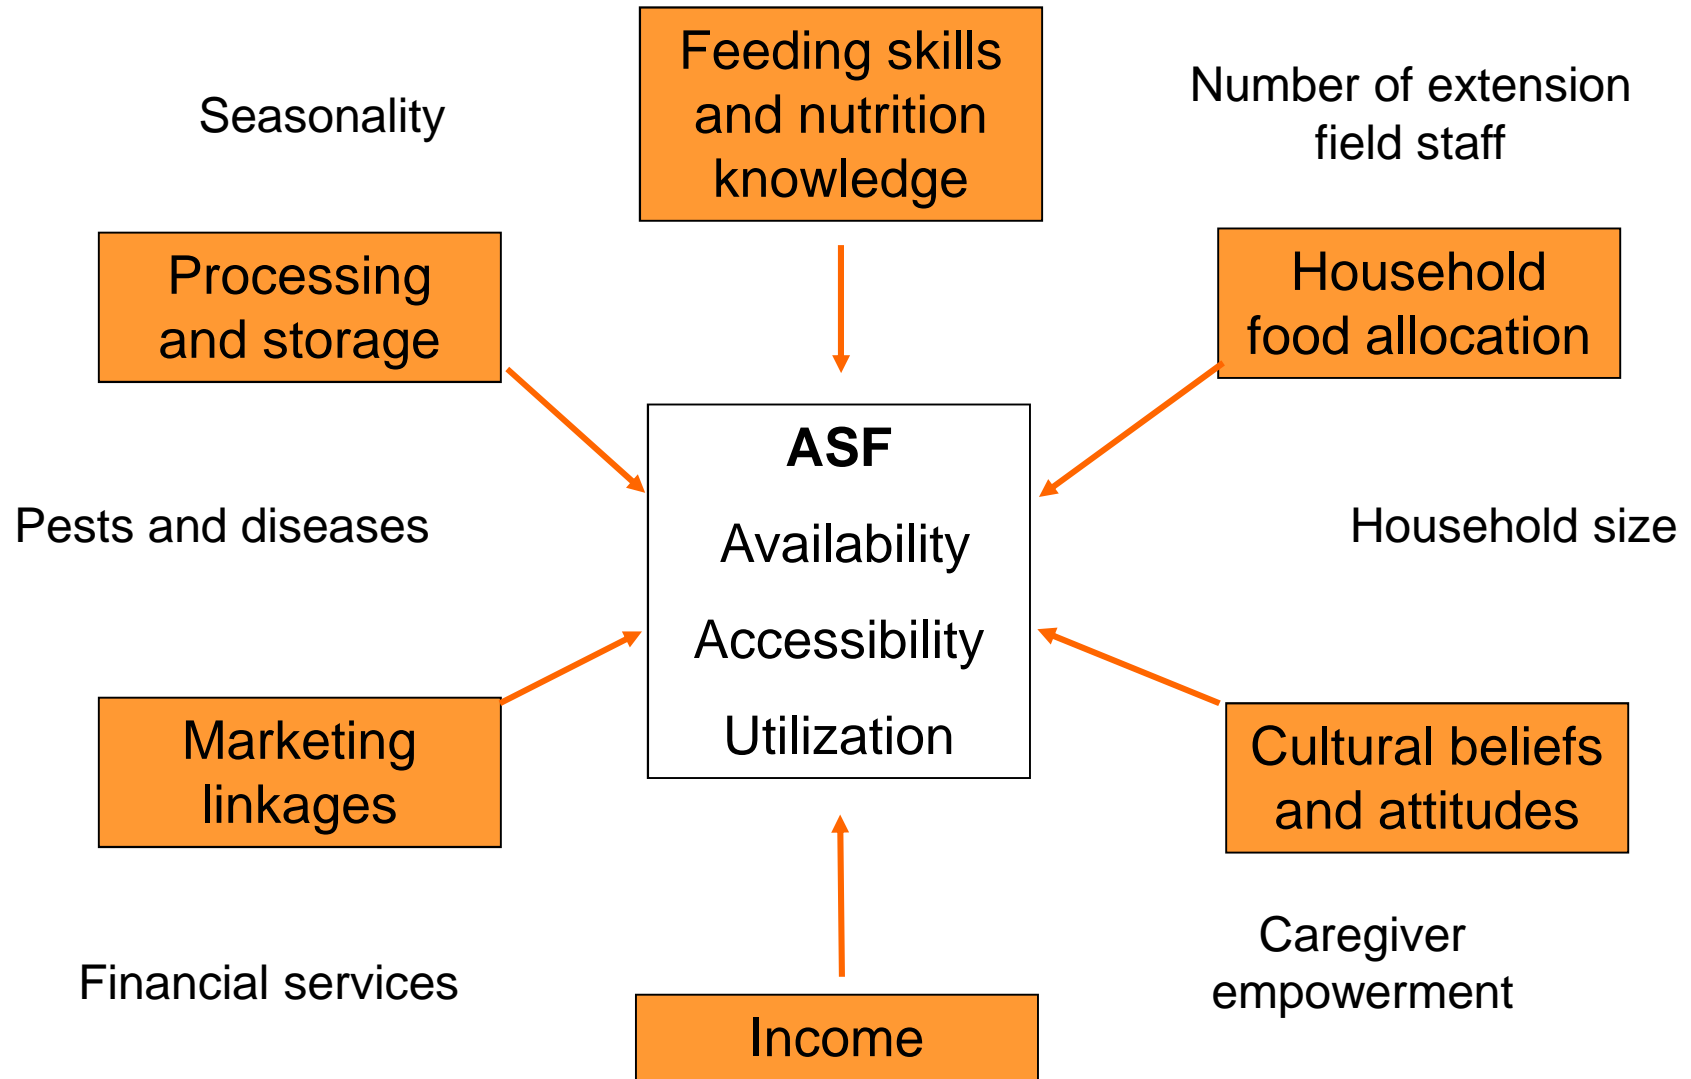 Feeding skills
and nutrition
knowledge
Seasonality
Number of extension
field staff
Processing
and storage
Household
food allocation
ASF
Availability
Accessibility
Utilization
Pests and diseases
Household size
Marketing
linkages
Cultural beliefs
and attitudes
Financial services
Caregiver
empowerment
Income